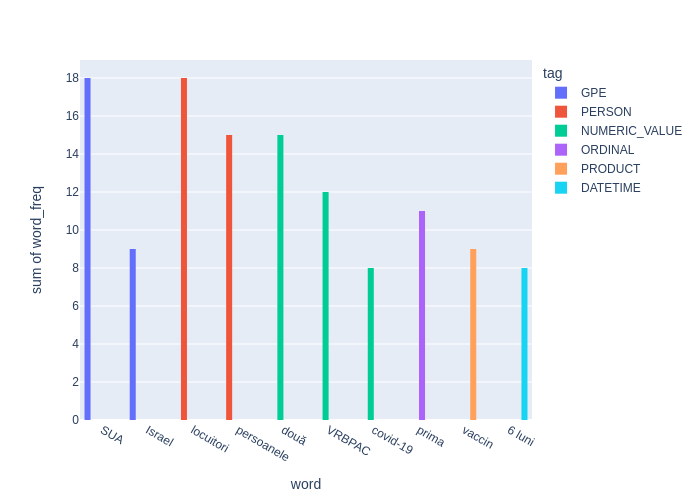 tag
GPE
PERSON
NUMERIC_VALUE
ORDINAL
PRODUCT
DATETIME
sum of word_freq
18
16
14
12
10
8
6
4
2
0
SUA
Israel
locuitori
persoanele
două
VRBPAC
covid-19
prima
vaccin
6 luni
word